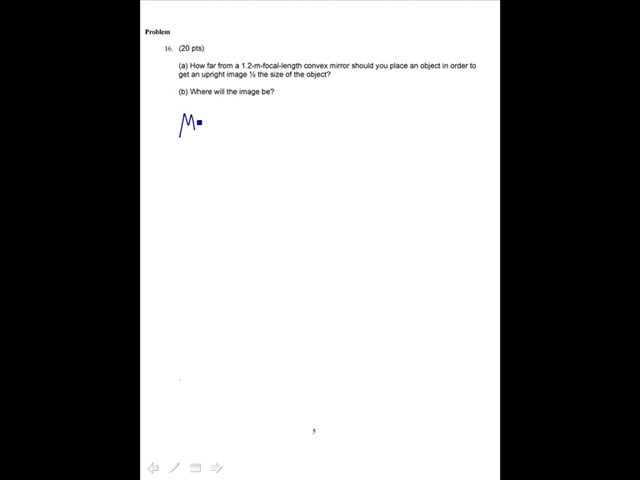 Problem
16. (20 pts)
(a) How far from a 1.2-m-focal-length convex mirror should you place an object in order to
get an upright image ½ the size of the object?
(b) Where will the image be?
M
5